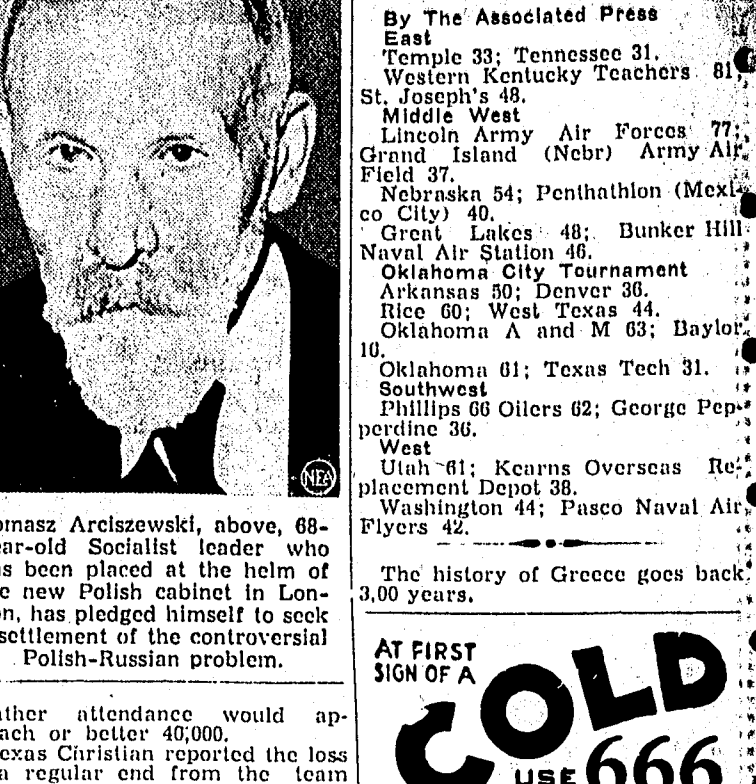 NEA
omasz Arciszewski, above, 68-
ar-old Socialist leader who
s been placed at the helm of
e new Polish cabinet in Lon-
n, has pledged himself to seek
settlement of the controversial
Polish-Russian problem.
ather attendance would ap-
ach or better 40,000.
exas Christian reported the loss
a regular end from the team
By The Associated Press
East
Temple 33; Tennessee 31.
Western Kentucky Teachers 81,
St. Joseph's 48.
Middle West
Lincoln Army Air Forces 77;
Grand Island (Nebr) Army Air
Field 37.
Nebraska 54; Penthathlon (Mexi-
co City) 40.
Great Lakes 48; Bunker Hill
Naval Air Station 46.
Oklahoma City Tournament
Arkansas 50; Denver 36.
Rice 60; West Texas 44.
Oklahoma A and M 63; Baylor
16.
Oklahoma 61; Texas Tech 31.
Southwest
Phillips 66 Oilers 62; George Pep-
perdine 36.
West
Utah 61; Kearns Overseas Re-
placement Depot 38.
Washington 44; Pasco Naval Air
Flyers 42.
The history of Greece goes back
3,00 years.
AT FIRST
SIGN OF A
COLD
USE 666